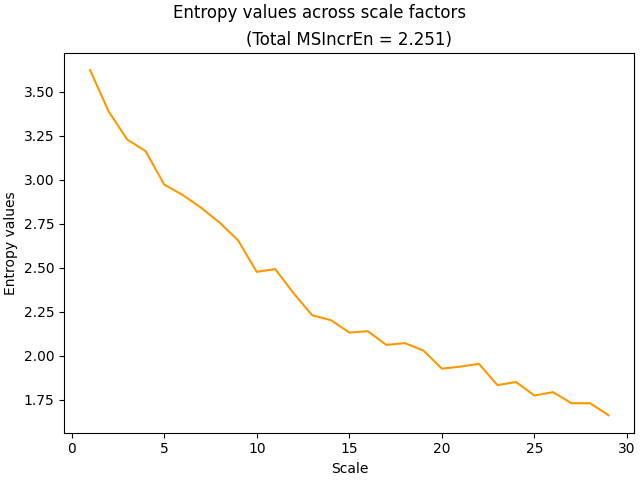 Entropy values across scale factors
(Total MSIncrEn = 2.251)
3.50
3.25
3.00
2.75
2.50
2.25
2.00
1.75
Entropy values
0 5 10 15 20 25 30
Scale